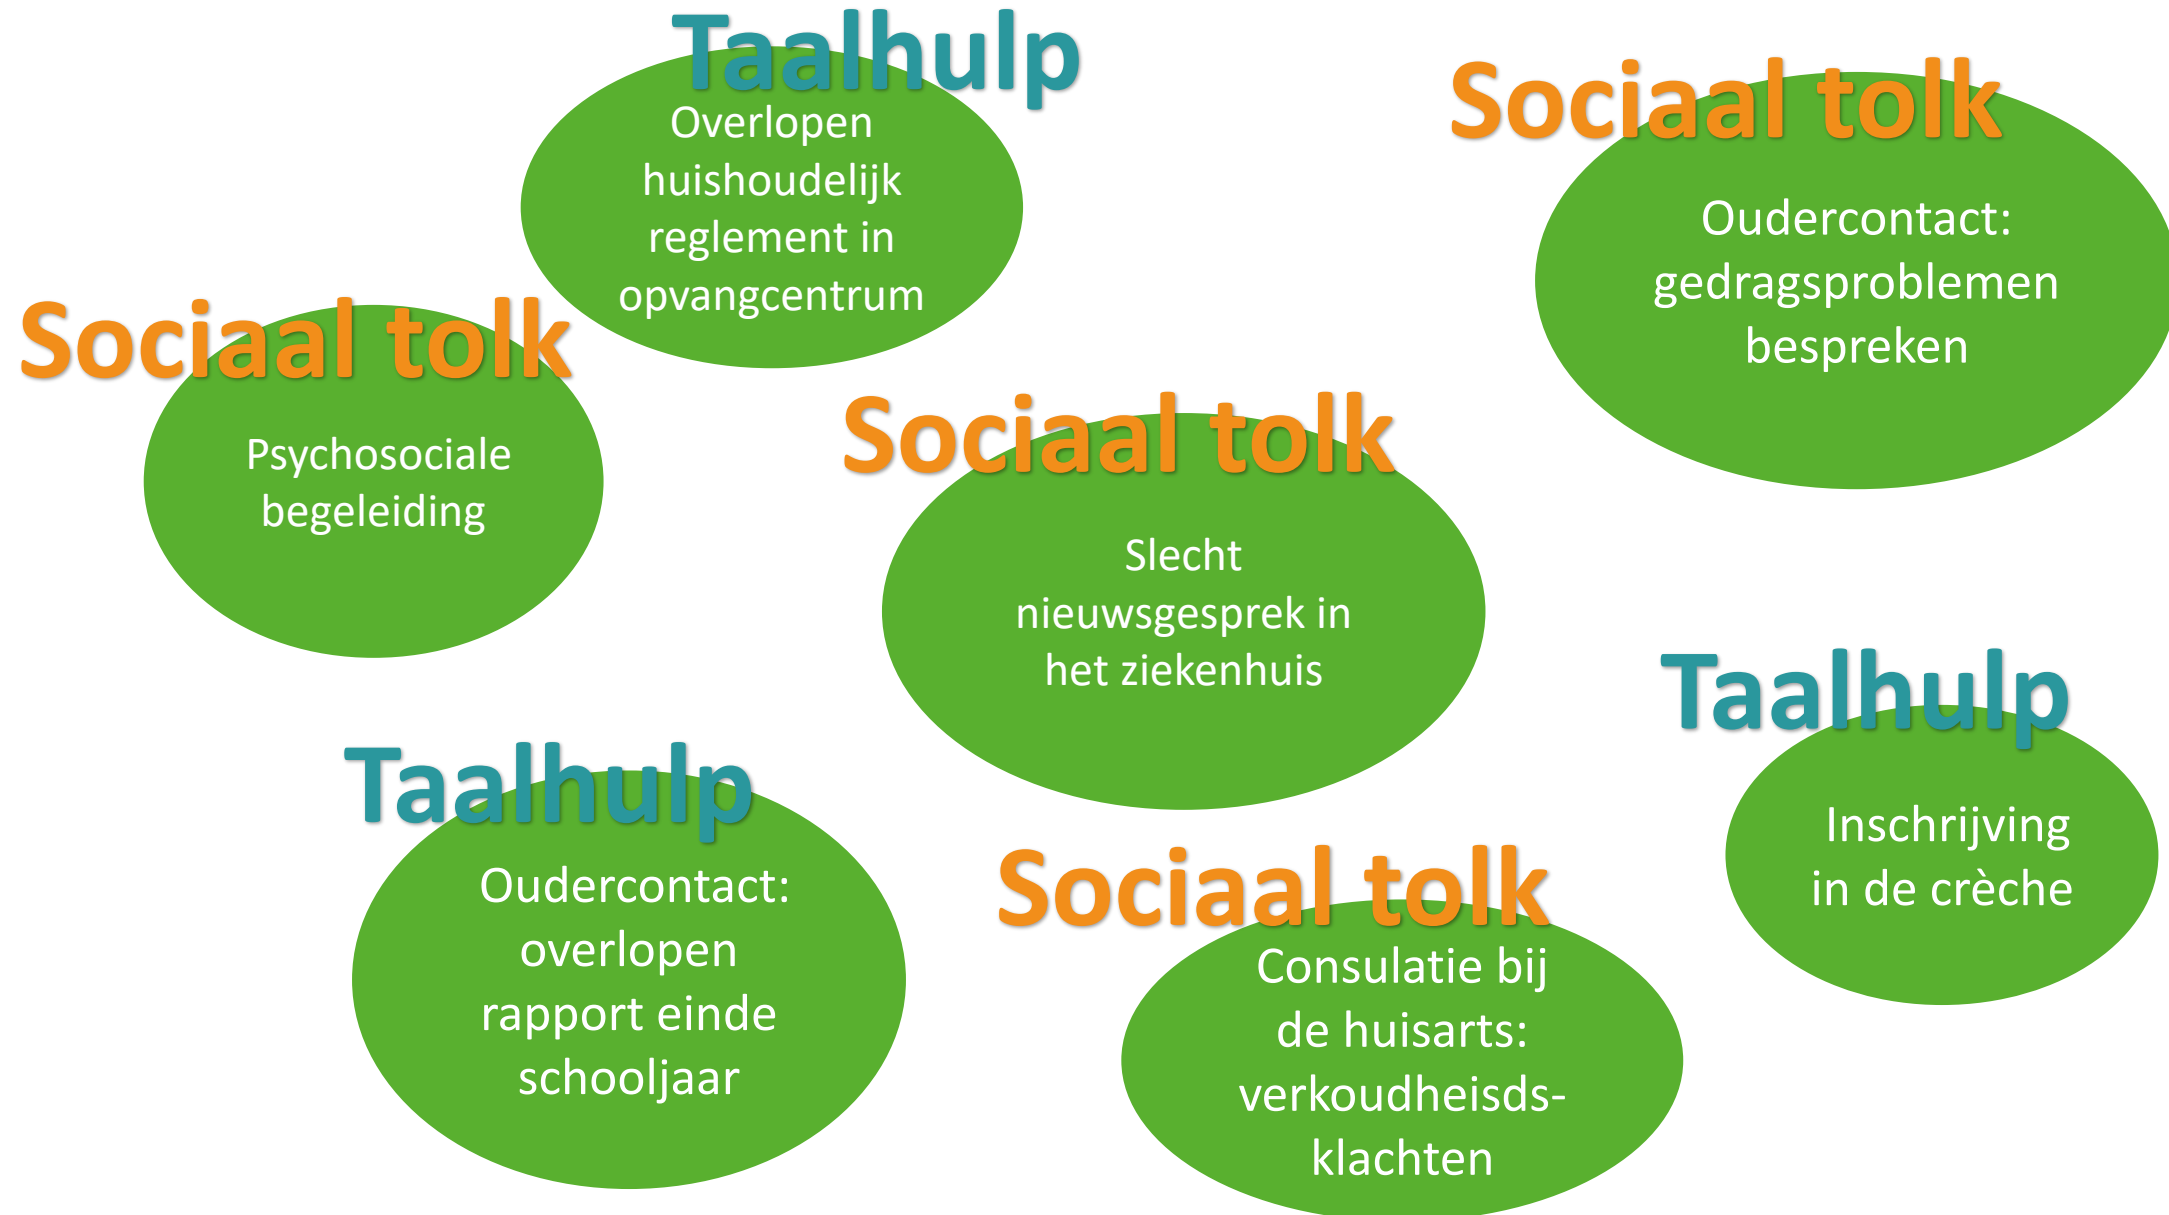 Taalhulp
Overlopen
huishoudelijk
reglement in
opvangcentrum
Sociaal tolk
Oudercontact:
gedragsproblemen
bespreken
Sociaal tolk
Psychosociale
begeleiding
Sociaal tolk
Slecht
nieuwsgesprek in
het ziekenhuis
Taalhulp
Inschrijving
in de crèche
Taalhulp
Oudercontact:
overlopen
rapport einde
schooljaar
Sociaal tolk
Consulatie bij
de huisarts:
verkoudheisds-
klachten